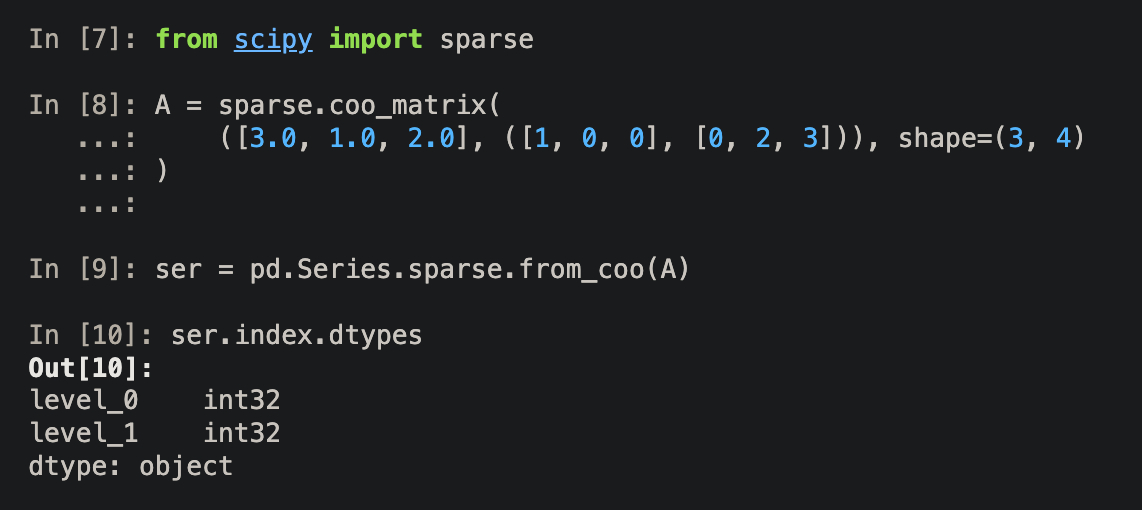 In [7]: from scipy import sparse
In [8]: A = sparse.coo_matrix(
   ...:     ([3.0, 1.0, 2.0], ([1, 0, 0], [0, 2, 3])), shape=(3, 4)
   ...: )
   ...:
In [9]: ser = pd.Series.sparse.from_coo(A)
In [10]: ser.index.dtypes
Out[10]:
level_0    int32
level_1    int32
dtype: object